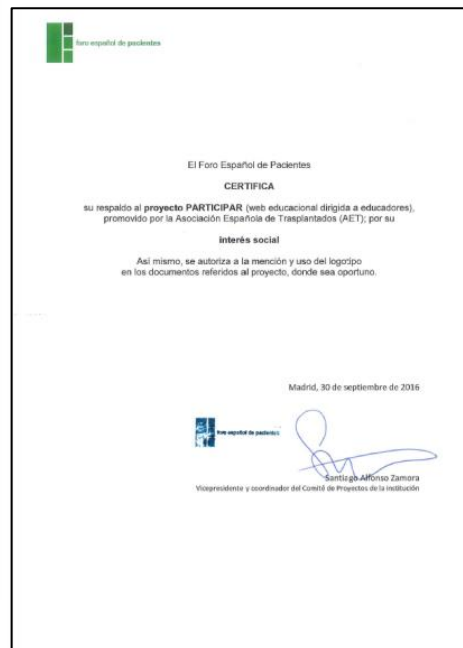 foro español de pacientes
El Foro Español de Pacientes
CERTIFICA
su respaldo al proyecto PARTICIPAR (web educacional dirigida a educadores),
promovido por la Asociación Española de Trasplantados (AET); por su
interés social
Así mismo, se autoriza a la mención y uso del logotipo
en los documentos referidos al proyecto, donde sea oportuno.
Madrid, 30 de septiembre de 2016
foro español de pacientes
Santiago Alfonso Zamora
Vicepresidente y coordinador del Comité de Proyectos de la institución